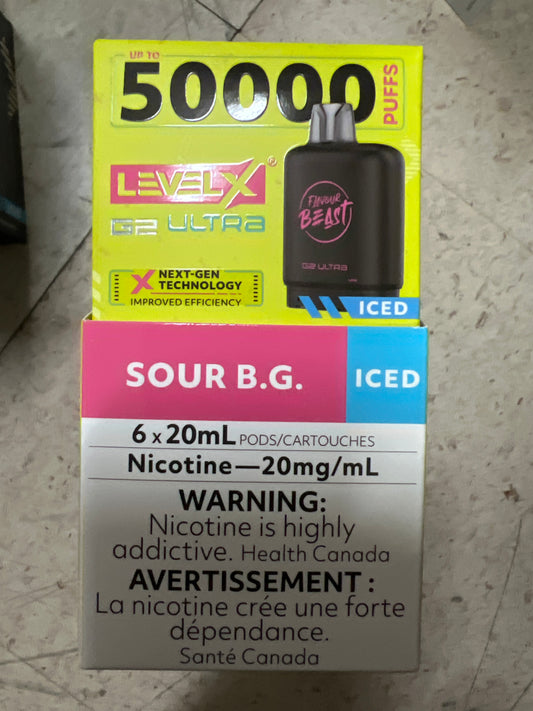 UP TO
50000
PUFFS
LEVEL X®
G2 ULTRA
FLAVOUR
BEAST
G2 ULTRA
X NEXT-GEN
TECHNOLOGY
IMPROVED EFFICIENCY
ICED
SOUR B.G.
ICED
6 x 20mL PODS/CARTOUCHES
Nicotine—20mg/mL
WARNING:
Nicotine is highly
addictive. Health Canada
AVERTISSEMENT :
La nicotine crée une forte
dépendance.
Santé Canada